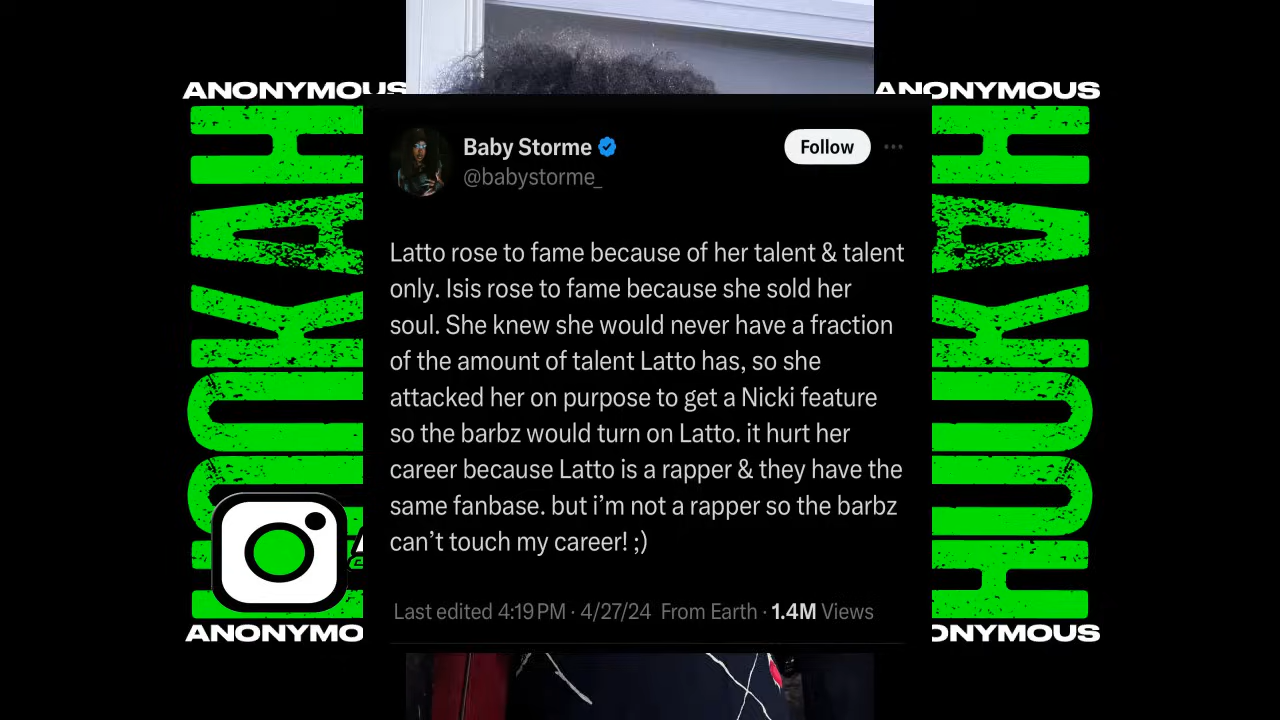 ANONYMOUS
ANONYMOUS
Baby Storme
Follow
@babystorme_
Latto rose to fame because of her talent & talent
only. Isis rose to fame because she sold her
soul. She knew she would never have a fraction
of the amount of talent Latto has, so she
attacked her on purpose to get a Nicki feature
so the barbz would turn on Latto. it hurt her
career because Latto is a rapper & they have the
same fanbase. but i’m not a rapper so the barbz
can’t touch my career! ;)
Last edited 4:19 PM · 4/27/24 From Earth · 1.4M Views
HOOKAH
HOOKAH
ANONYMO
ONYMOUS